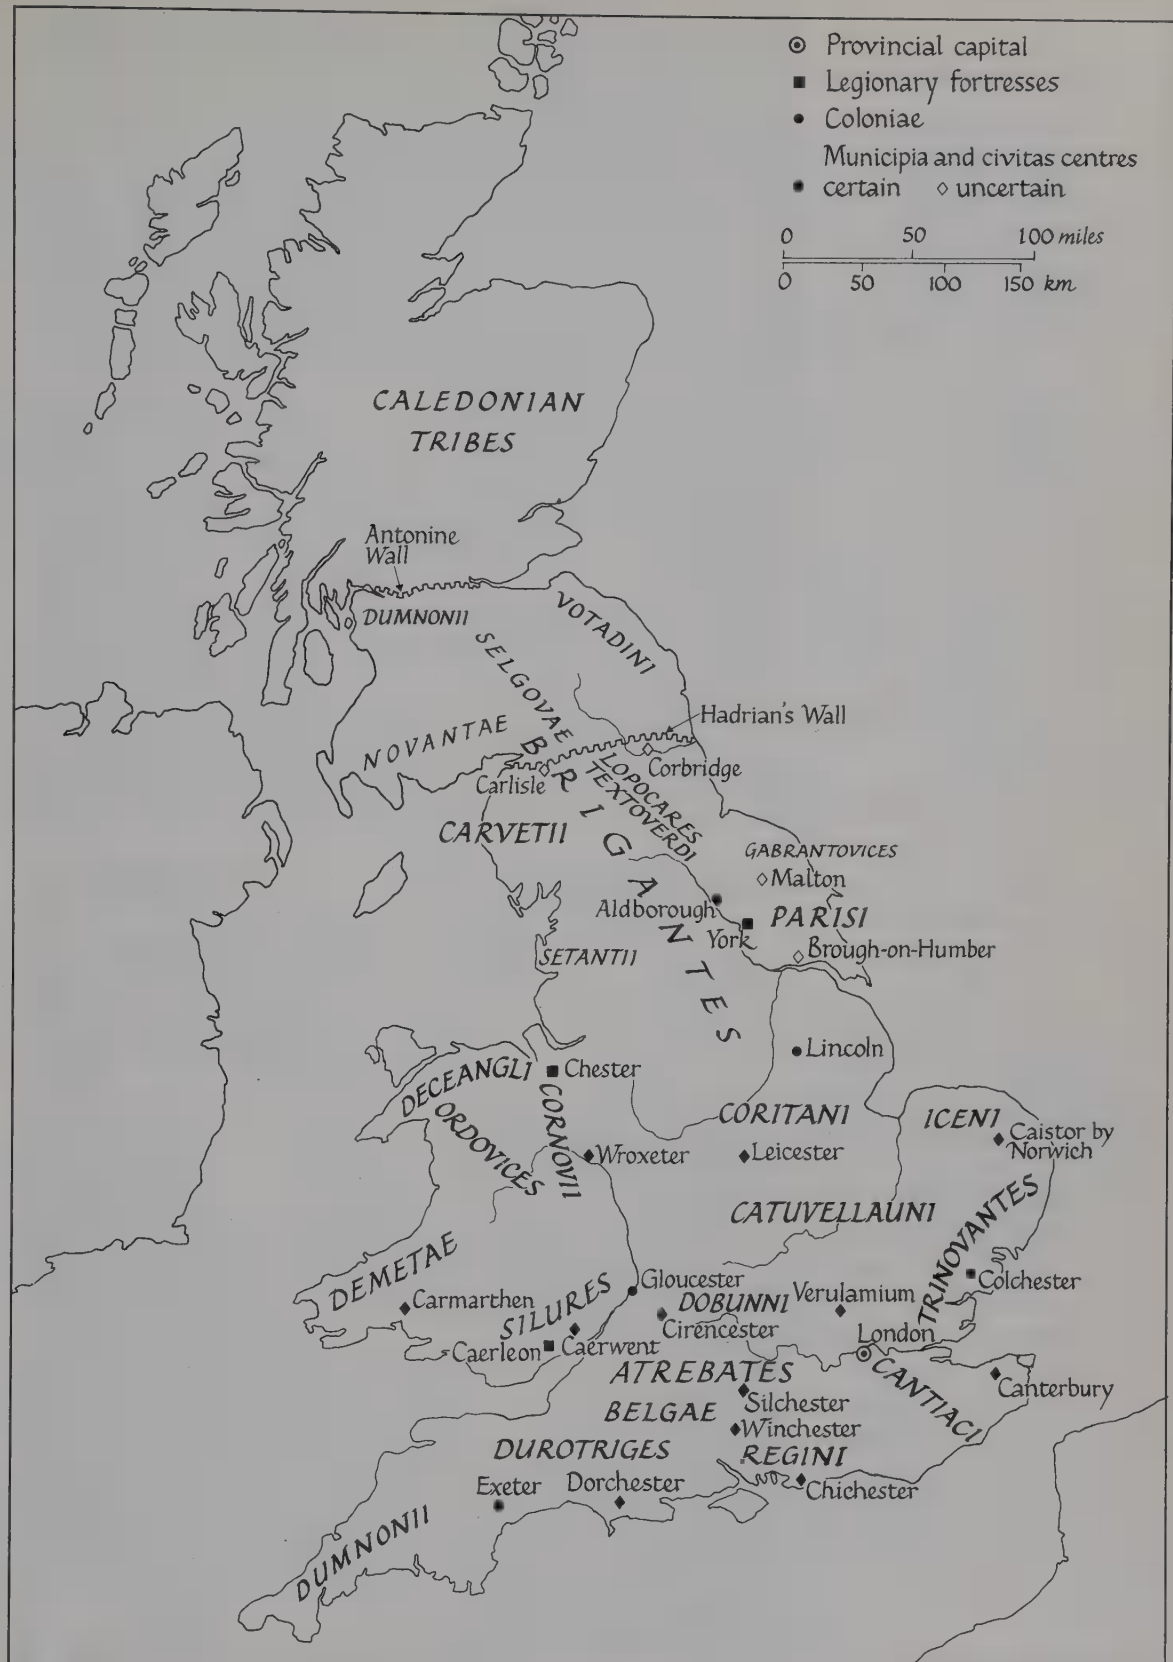 Provincial capital
Legionary fortresses
Coloniae
Municipia and civitas centres
certain uncertain
0 50 100 miles
0 50 100 150 km
CALEDONIAN
TRIBES
Antonine
Wall
DUMNONII
VOTADINI
SELGOVAE
NOVANTAE
Hadrian's Wall
BRIGANTES
LOPOCARES
TEXTOVERDI
Corbridge
Carlisle
CARVETII
GABRANTOVICES
Malton
Aldborough
PARISI
York
Brough-on-Humber
SETANTII
Lincoln
DECEANGLI
Chester
ORDOVICES
CORNOVII
CORITANI
ICENI
Caistor by
Norwich
Wroxeter
Leicester
CATUVELLAUNI
TRINOVANTES
DEMETAE
Carmarthen
SILURES
Gloucester
DOBUNNI
Verulamium
Colchester
Cirencester
London
Caerleon
Caerwent
ATREBATES
CANTIACI
Canterbury
Silchester
BELGAE
Winchester
DUROTRIGES
REGINI
Exeter
Dorchester
Chichester
DUMNONII